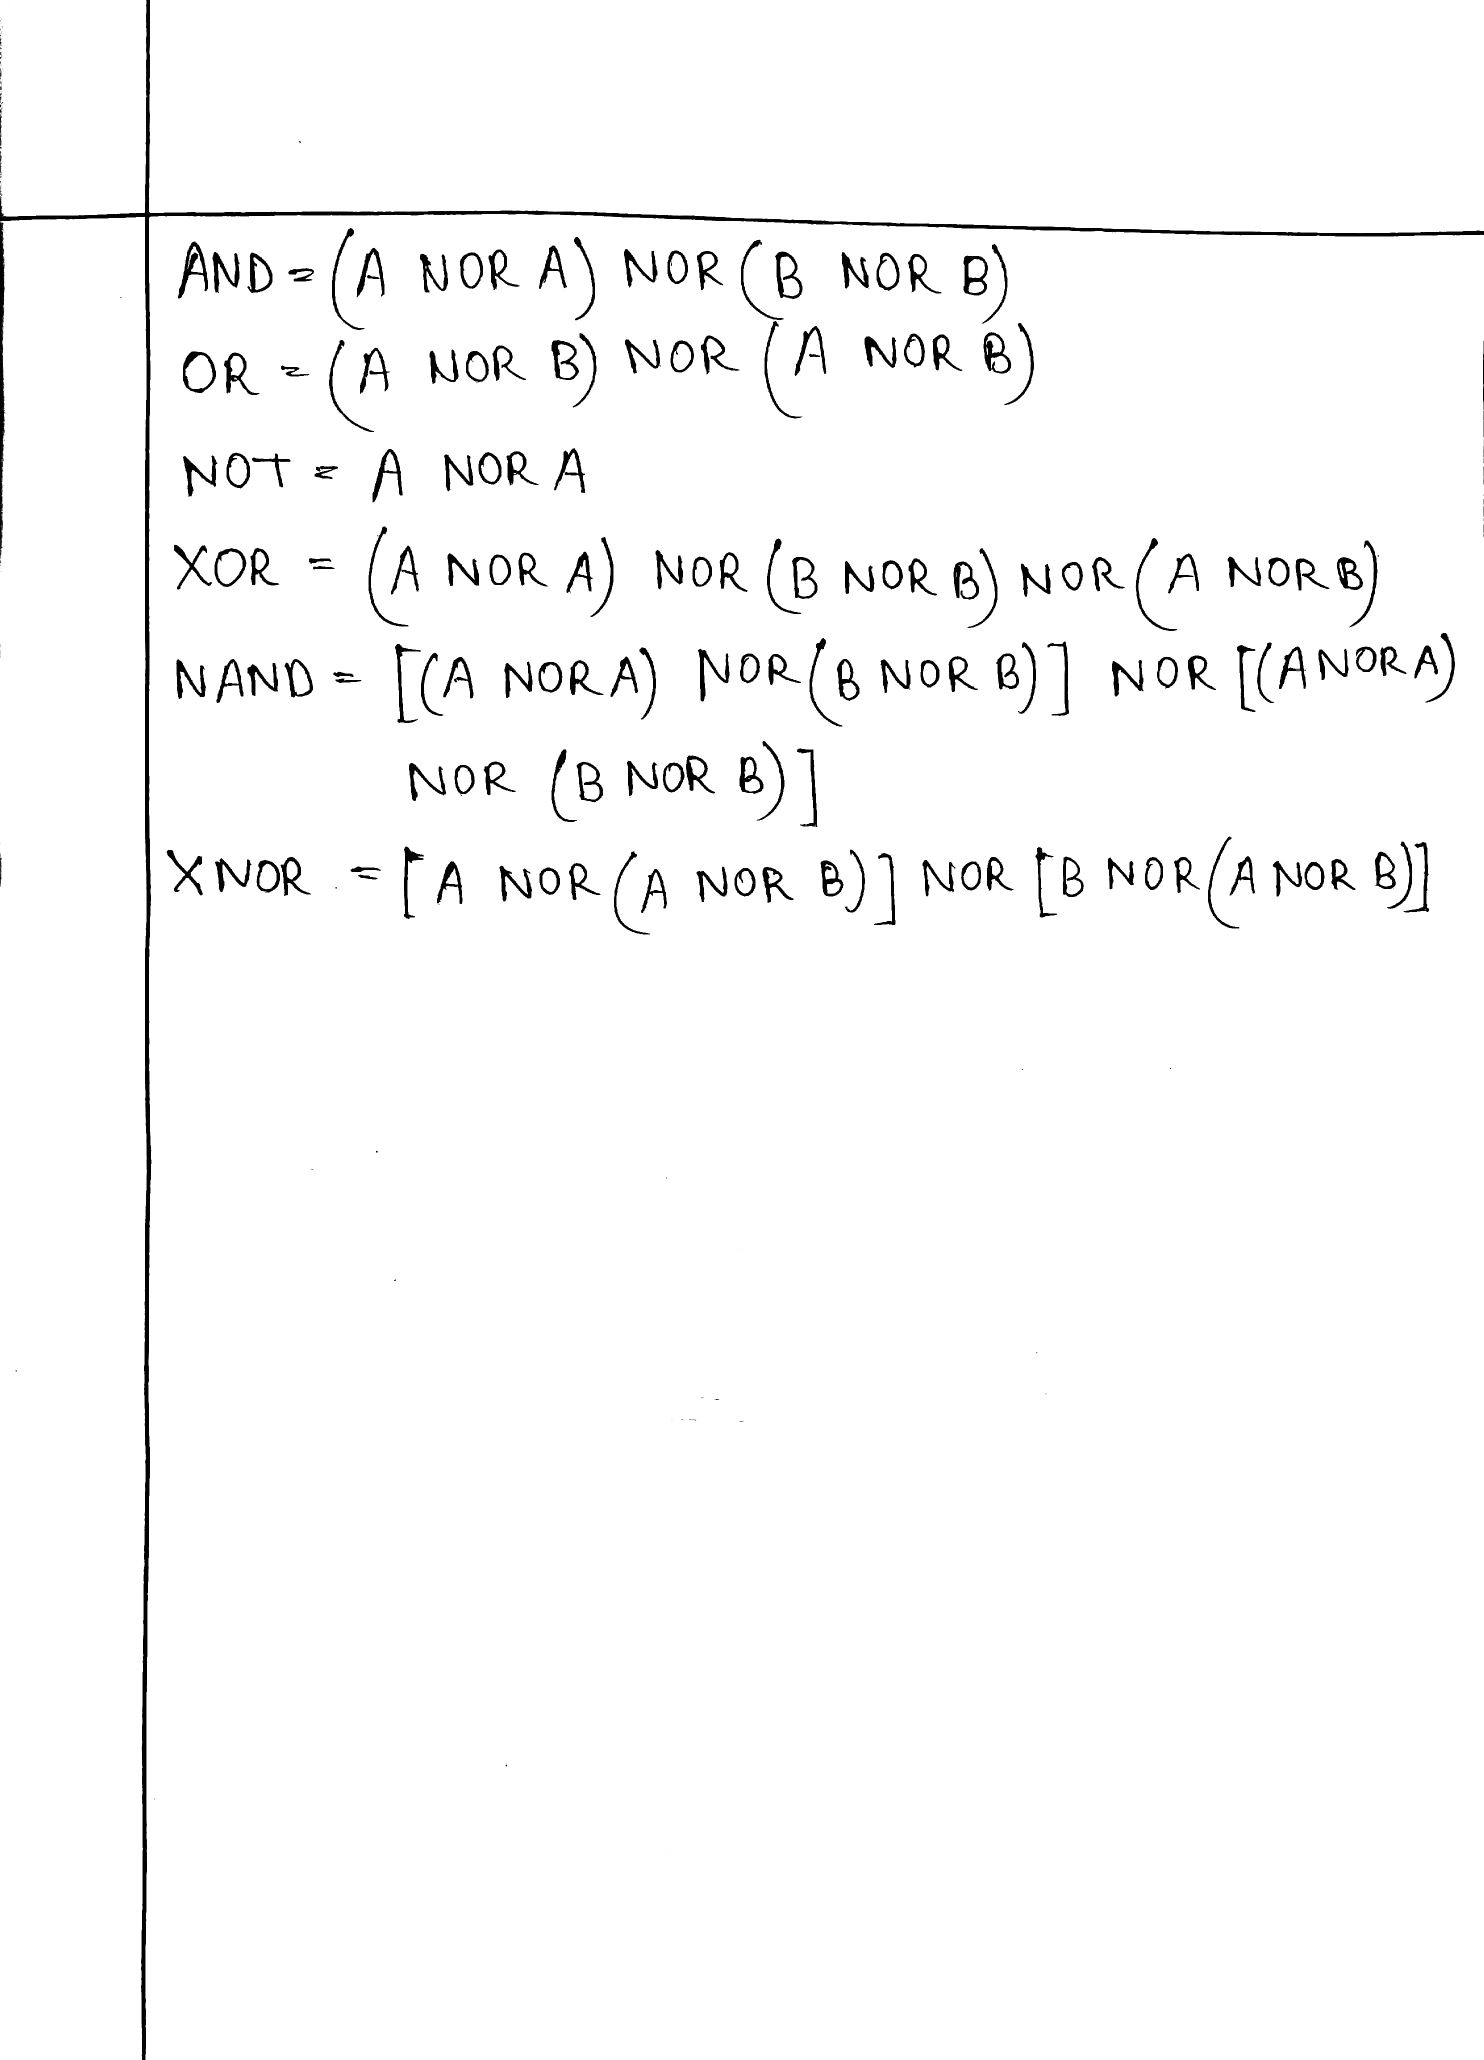 AND = (A NOR A) NOR (B NOR B)
OR = (A NOR B) NOR (A NOR B)
NOT = A NOR A
XOR = (A NOR A) NOR (B NOR B) NOR (A NOR B)
NAND = [(A NOR A) NOR (B NOR B)] NOR [(A NOR A)
NOR (B NOR B)]
XNOR = [A NOR (A NOR B)] NOR [B NOR (A NOR B)]